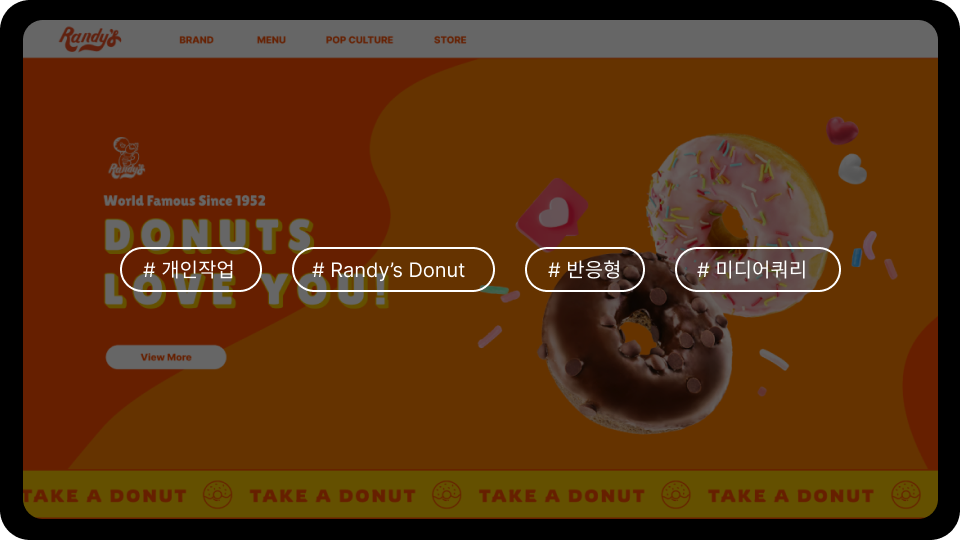 Randy's
BRAND MENU POP CULTURE STORE
Randy's
World Famous Since 1952
DONUTS
# 개인작업 # Randy’s Donut # 반응형 # 미디어쿼리
LOVE YOU!
View More
TAKE A DONUT TAKE A DONUT TAKE A DONUT TAKE A DONUT